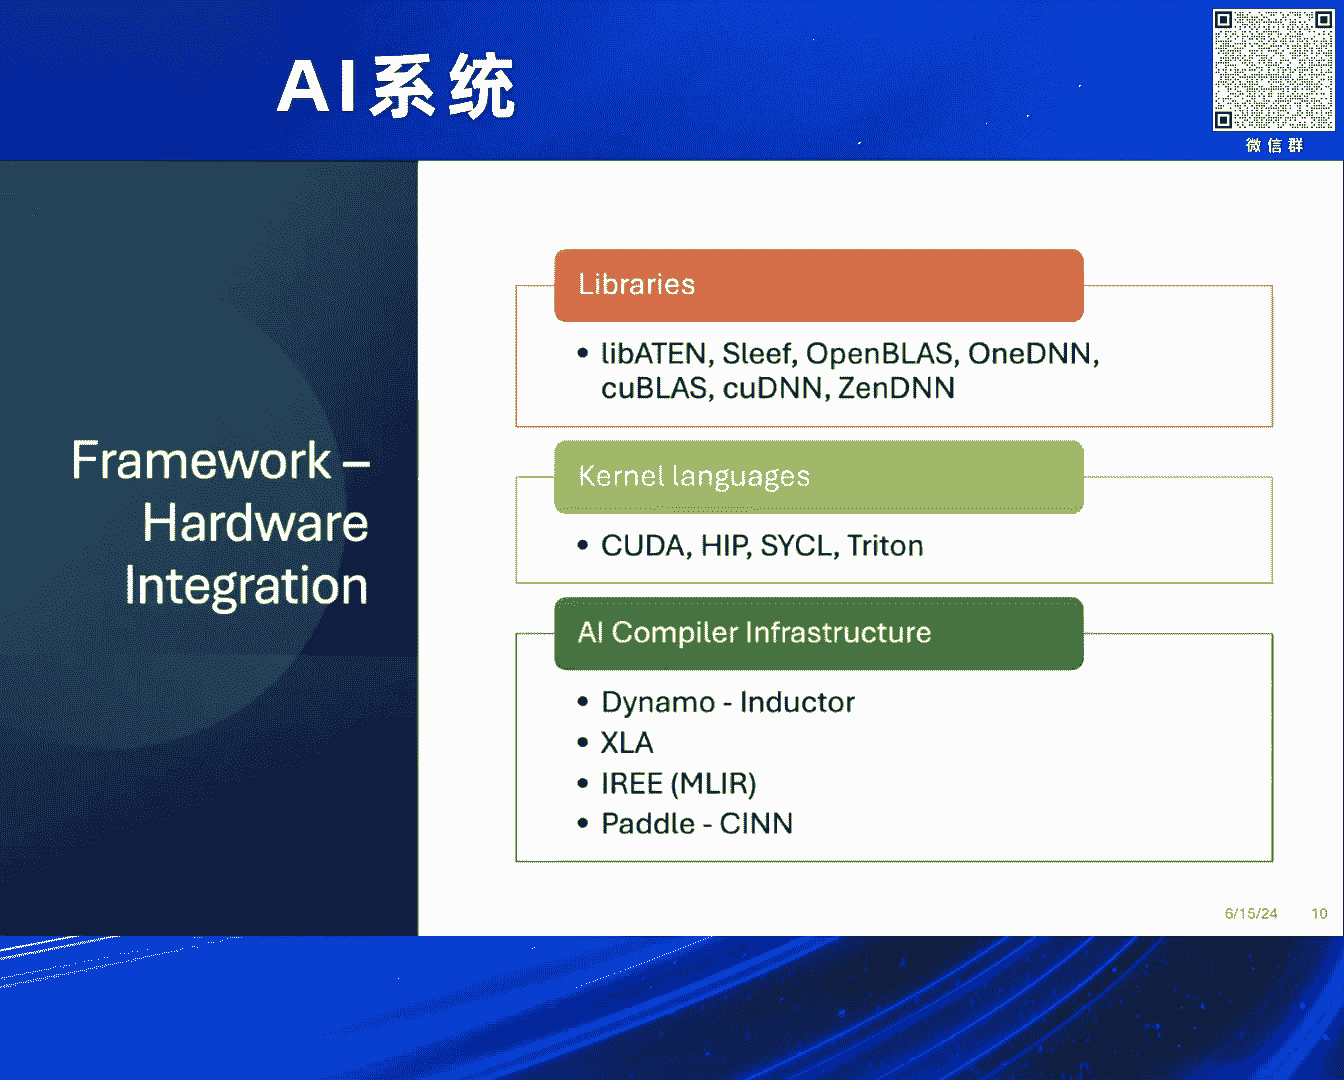 AI系统
微信群
Framework –
Hardware
Integration
Libraries
• libATEN, Sleef, OpenBLAS, OneDNN,
cuBLAS, cuDNN, ZenDNN
Kernel languages
• CUDA, HIP, SYCL, Triton
AI Compiler Infrastructure
• Dynamo - Inductor
• XLA
• IREE (MLIR)
• Paddle - CINN
6/15/24 10